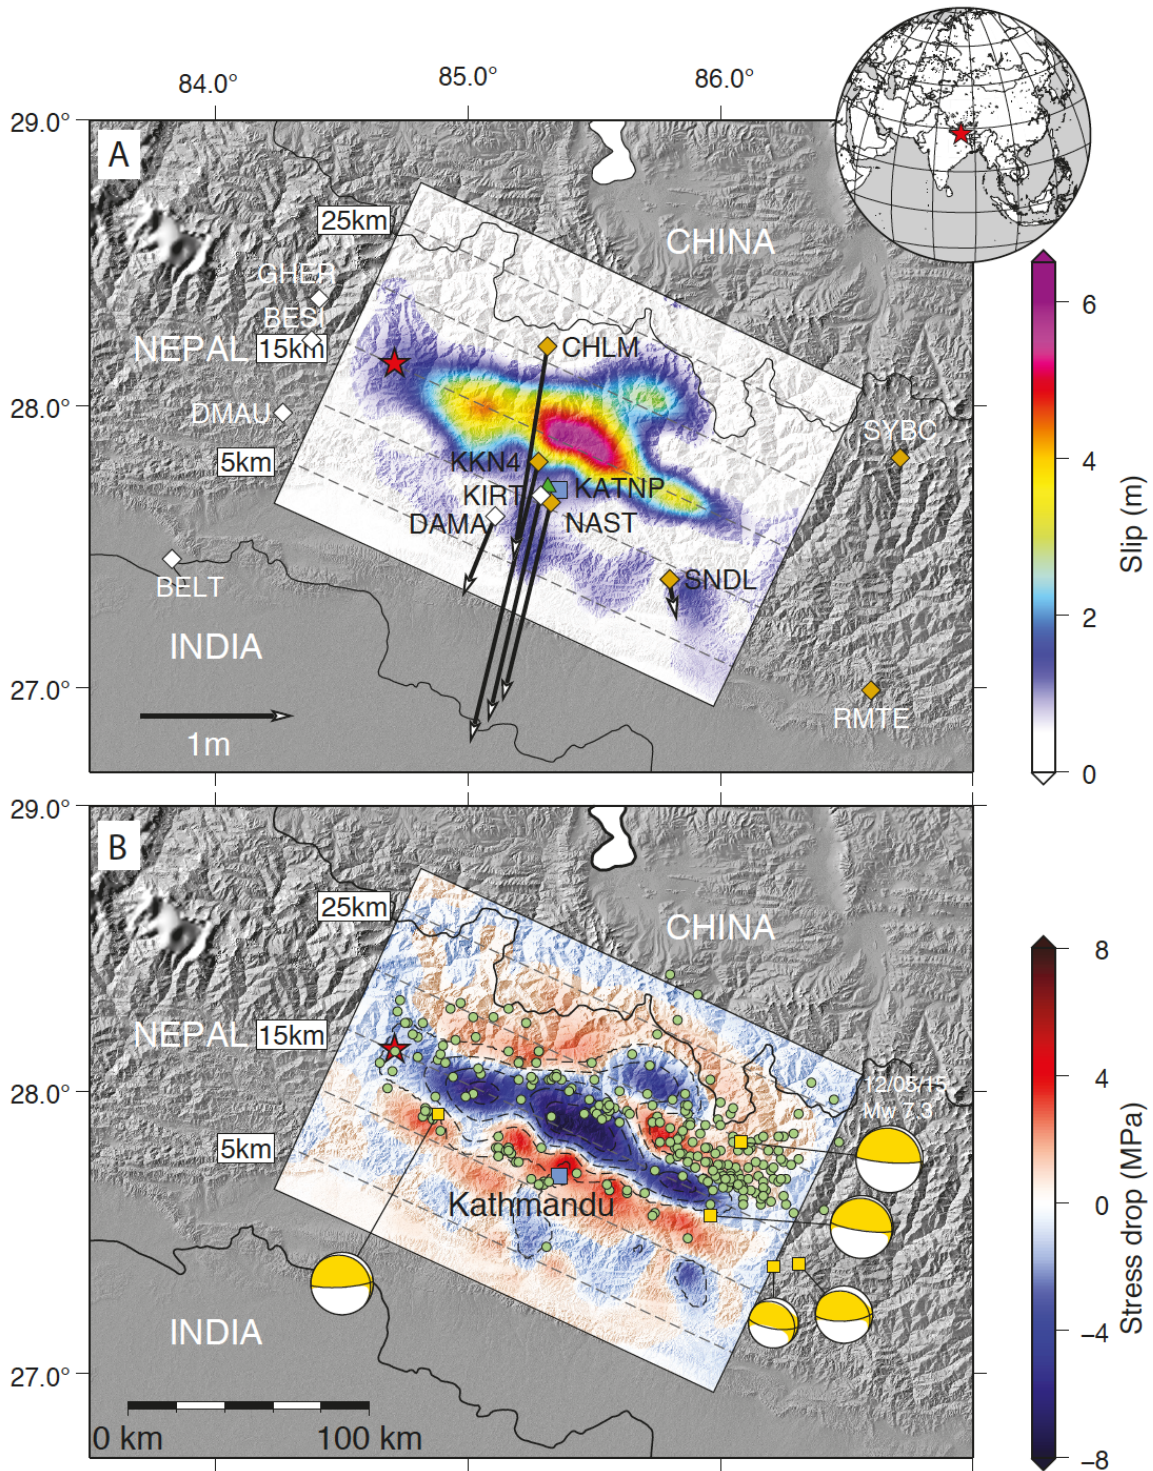 84.0°
85.0°
86.0°
29.0°
A
25km
CHINA
GHER
BESI
NEPAL
15km
CHLM
6
28.0°
DMAU
SYBC
5km
KKN4
4
KIRT
KATNP
DAMA
NAST
Slip (m)
BELT
SNDL
2
INDIA
27.0°
RMTE
1m
0
29.0°
B
25km
CHINA
8
NEPAL
15km
4
28.0°
12/05/15
Mw 7.3
5km
Kathmandu
0
Stress drop (MPa)
INDIA
−4
27.0°
0 km
100 km
−8